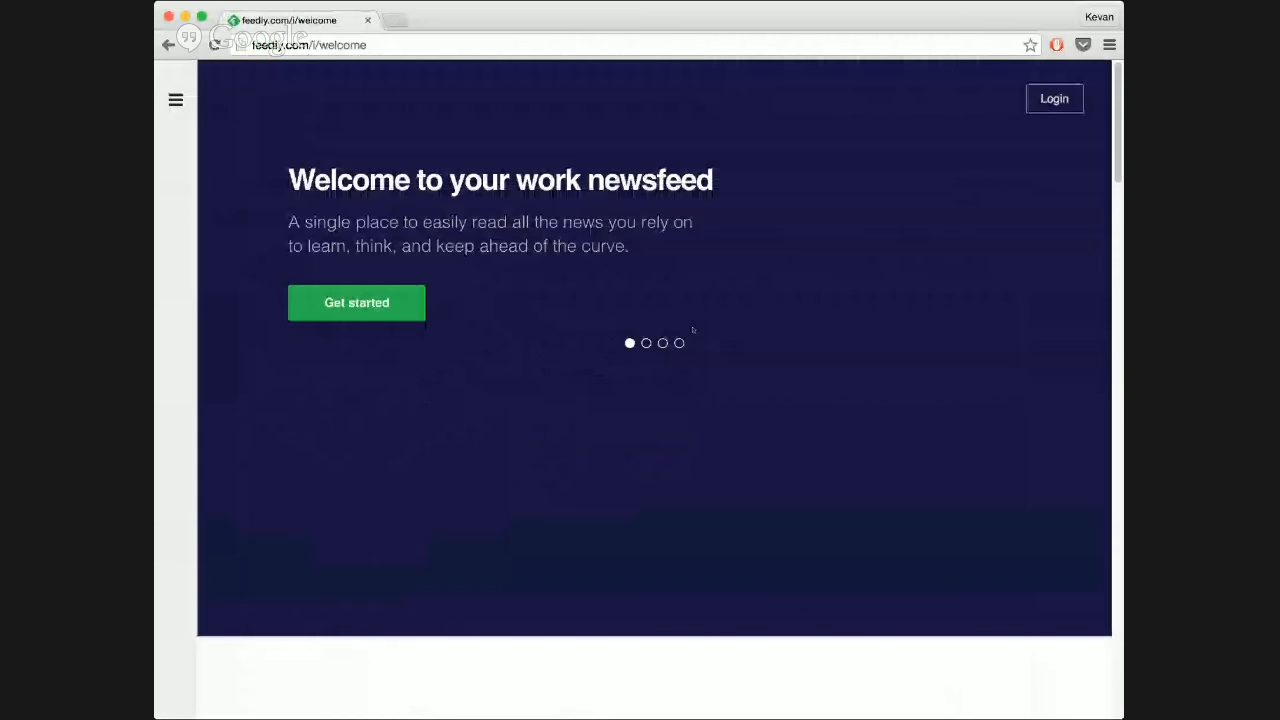 feedly.com/i/welcome
Kevan
Google
feedly.com/i/welcome
Login
Welcome to your work newsfeed
A single place to easily read all the news you rely on
to learn, think, and keep ahead of the curve.
Get started